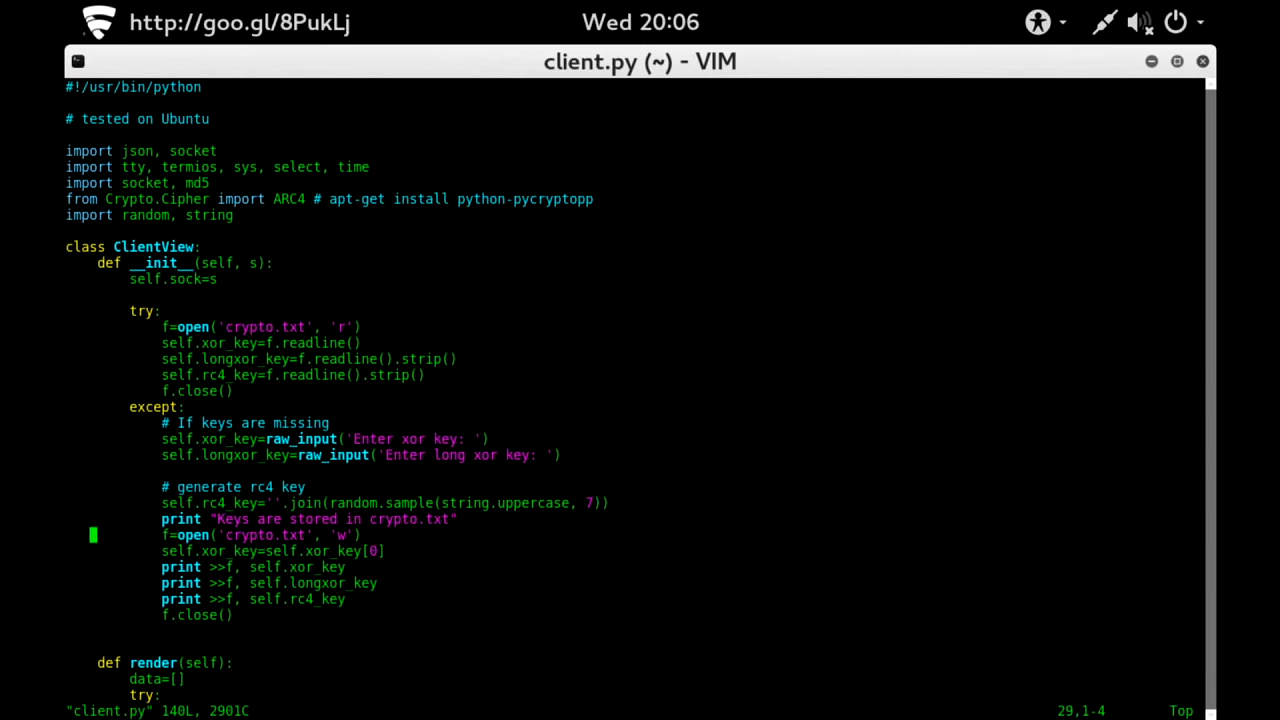 http://goo.gl/8PukLj
Wed 20:06
client.py (~) - VIM
#!/usr/bin/python
# tested on Ubuntu
import json, socket
import tty, termios, sys, select, time
import socket, md5
from Crypto.Cipher import ARC4 # apt-get install python-pycryptopp
import random, string
class ClientView:
    def __init__(self, s):
        self.sock=s
        try:
            f=open('crypto.txt', 'r')
            self.xor_key=f.readline()
            self.longxor_key=f.readline().strip()
            self.rc4_key=f.readline().strip()
            f.close()
        except:
            # If keys are missing
            self.xor_key=raw_input('Enter xor key: ')
            self.longxor_key=raw_input('Enter long xor key: ')
            # generate rc4 key
            self.rc4_key=''.join(random.sample(string.uppercase, 7))
            print "Keys are stored in crypto.txt"
            f=open('crypto.txt', 'w')
            self.xor_key=self.xor_key[0]
            print >>f, self.xor_key
            print >>f, self.longxor_key
            print >>f, self.rc4_key
            f.close()
    def render(self):
        data=[]
        try:
"client.py" 140L, 2901C
29,1-4
Top